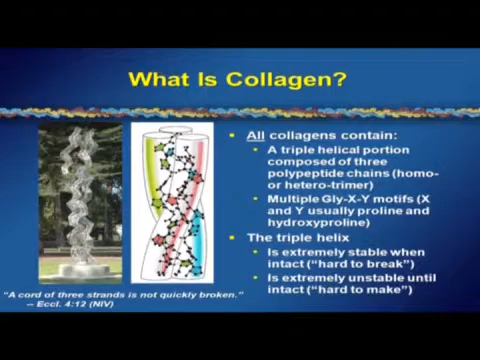 What Is Collagen?
• All collagens contain:
• A triple helical portion
composed of three
polypeptide chains (homo-
or hetero-trimer)
• Multiple Gly-X-Y motifs (X
and Y usually proline and
hydroxyproline)
• The triple helix
• Is extremely stable when
intact (“hard to break”)
• Is extremely unstable until
intact (“hard to make”)
“A cord of three strands is not quickly broken.”
-- Eccl. 4:12 (NIV)